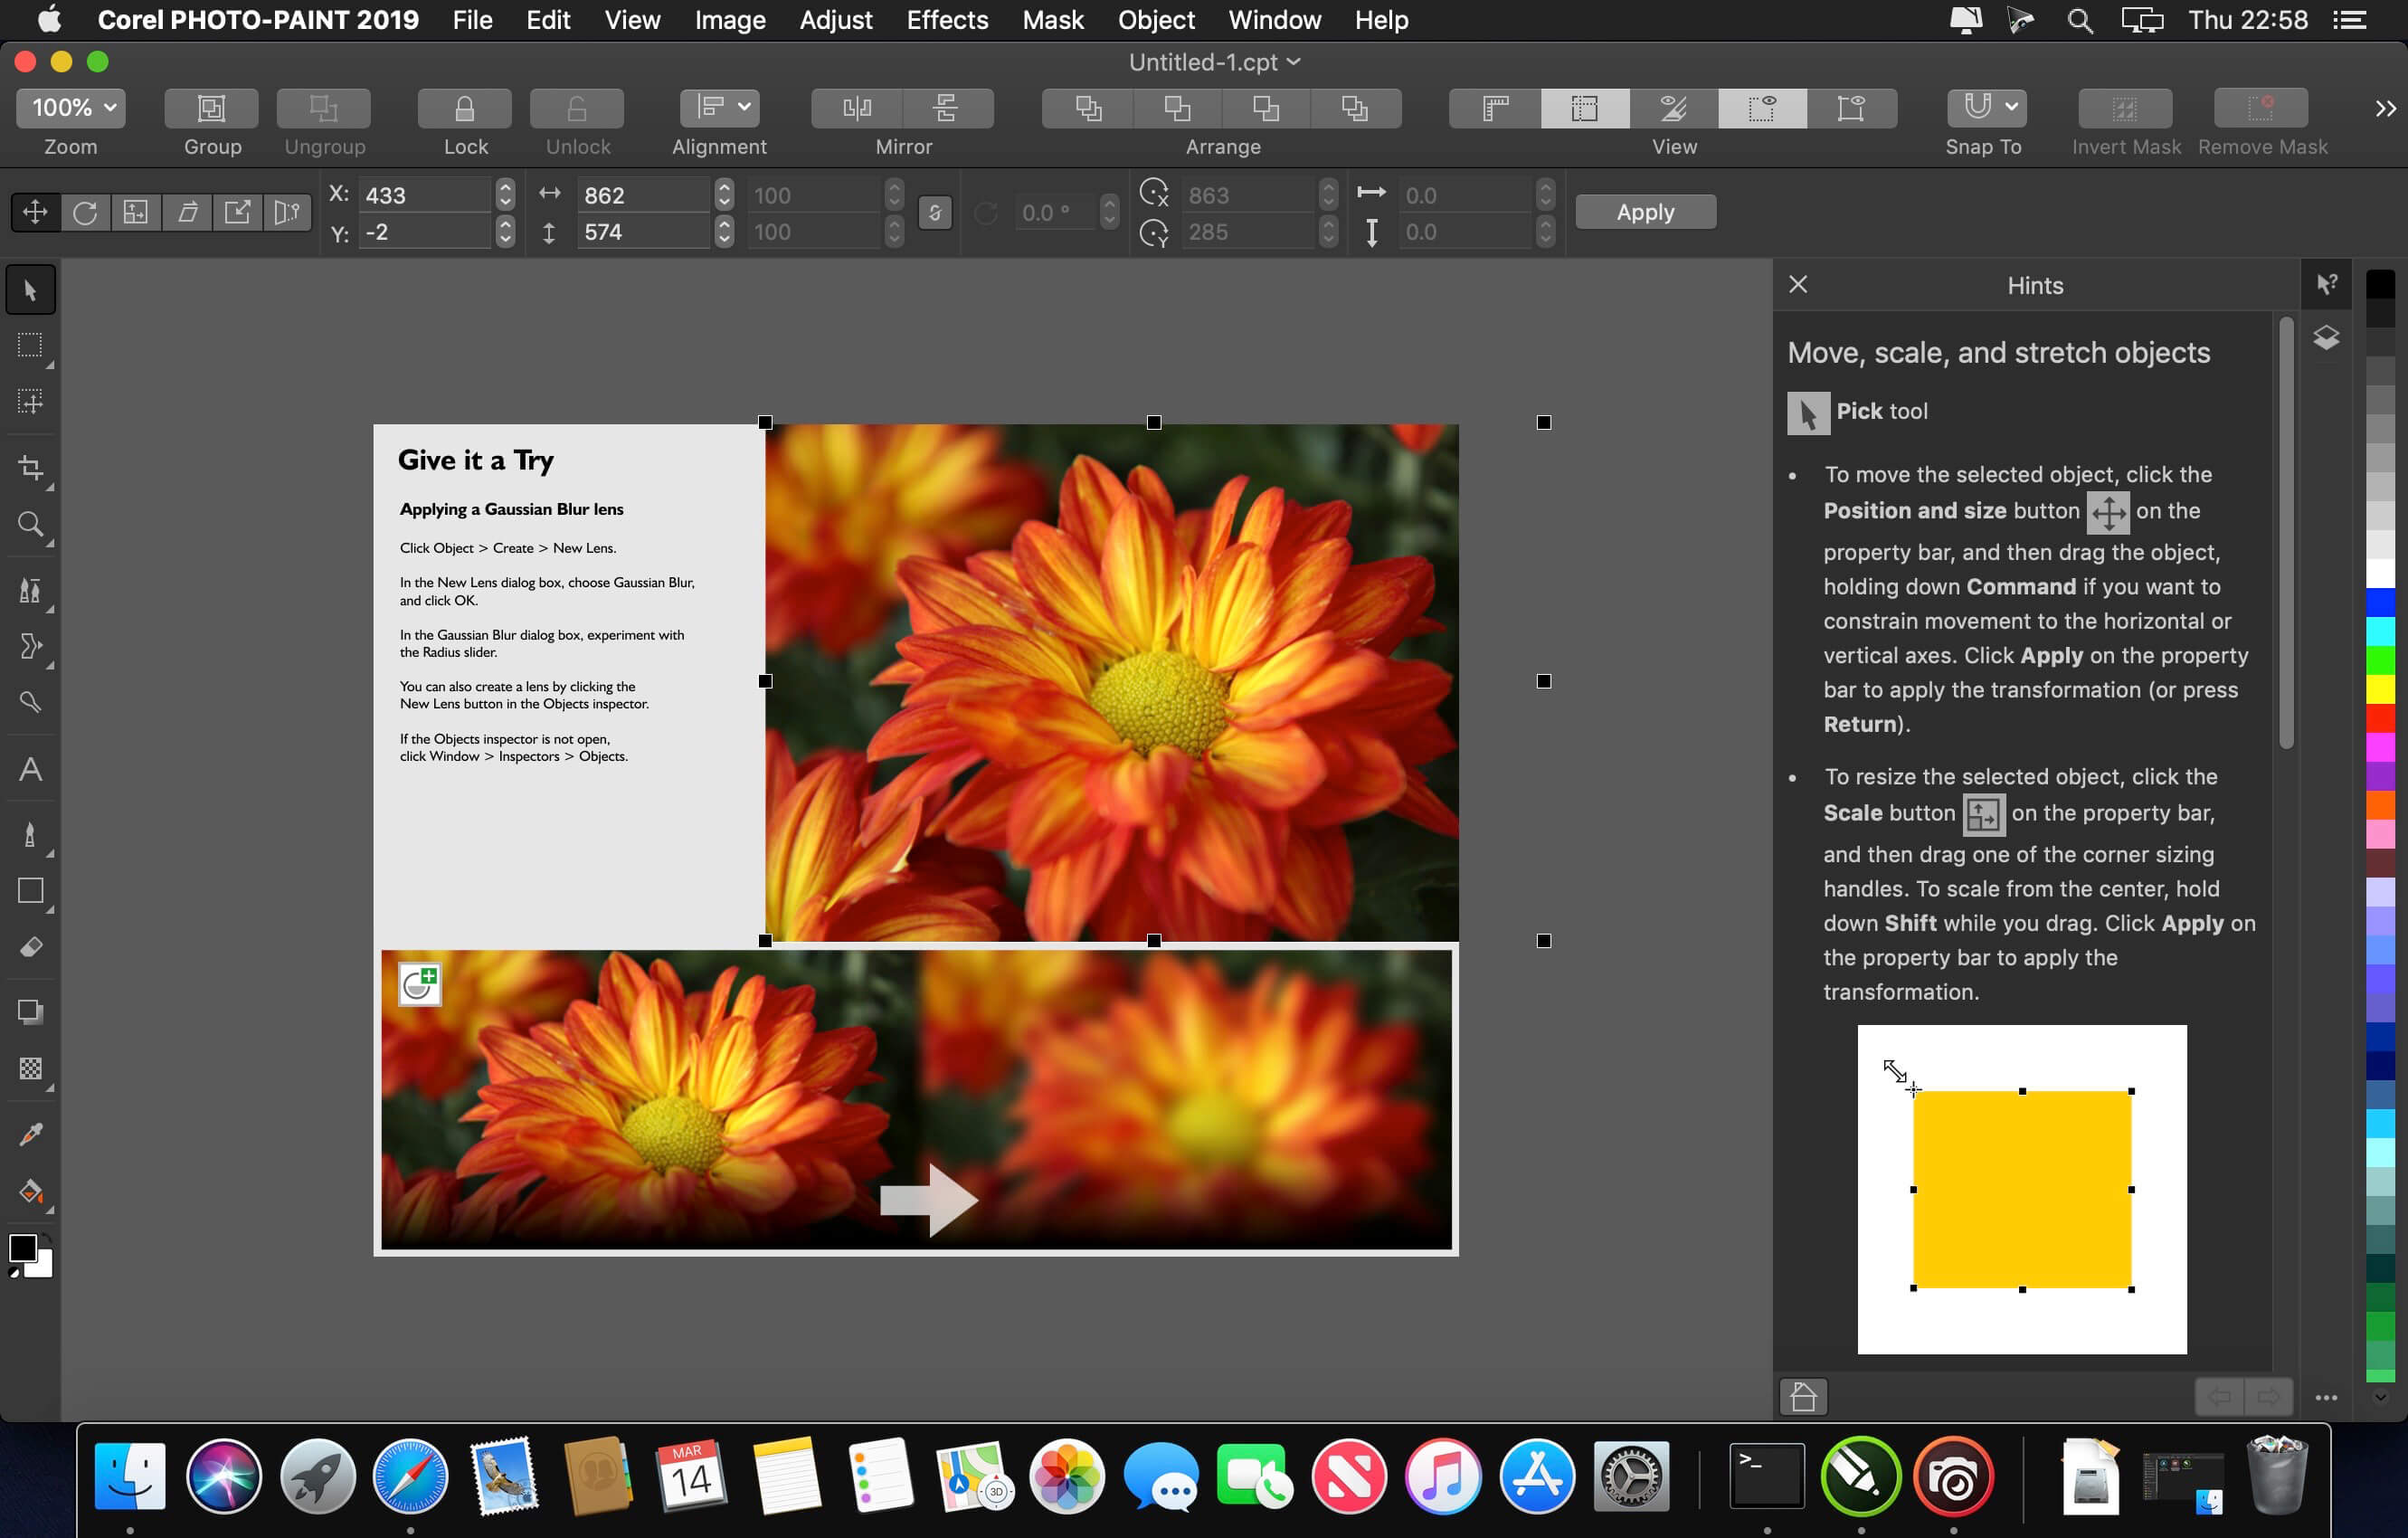 Corel PHOTO-PAINT 2019 File Edit View Image Adjust Effects Mask Object Window Help Thu 22:58
Untitled-1.cpt
100%
Zoom Group Ungroup Lock Unlock Alignment Mirror Arrange View Snap To Invert Mask Remove Mask
X: 433 862 100 863 0.0
0.0 ° Apply
Y: -2 574 100 285 0.0
Hints
Give it a Try
Applying a Gaussian Blur lens
Click Object > Create > New Lens.
In the New Lens dialog box, choose Gaussian Blur,
and click OK.
In the Gaussian Blur dialog box, experiment with
the Radius slider.
You can also create a lens by clicking the
New Lens button in the Objects inspector.
If the Objects inspector is not open,
click Window > Inspectors > Objects.
Move, scale, and stretch objects
Pick tool
• To move the selected object, click the
Position and size button on the
property bar, and then drag the object,
holding down Command if you want to
constrain movement to the horizontal or
vertical axes. Click Apply on the property
bar to apply the transformation (or press
Return).
• To resize the selected object, click the
Scale button on the property bar,
and then drag one of the corner sizing
handles. To scale from the center, hold
down Shift while you drag. Click Apply on
the property bar to apply the
transformation.
MAR
14
3D
>_